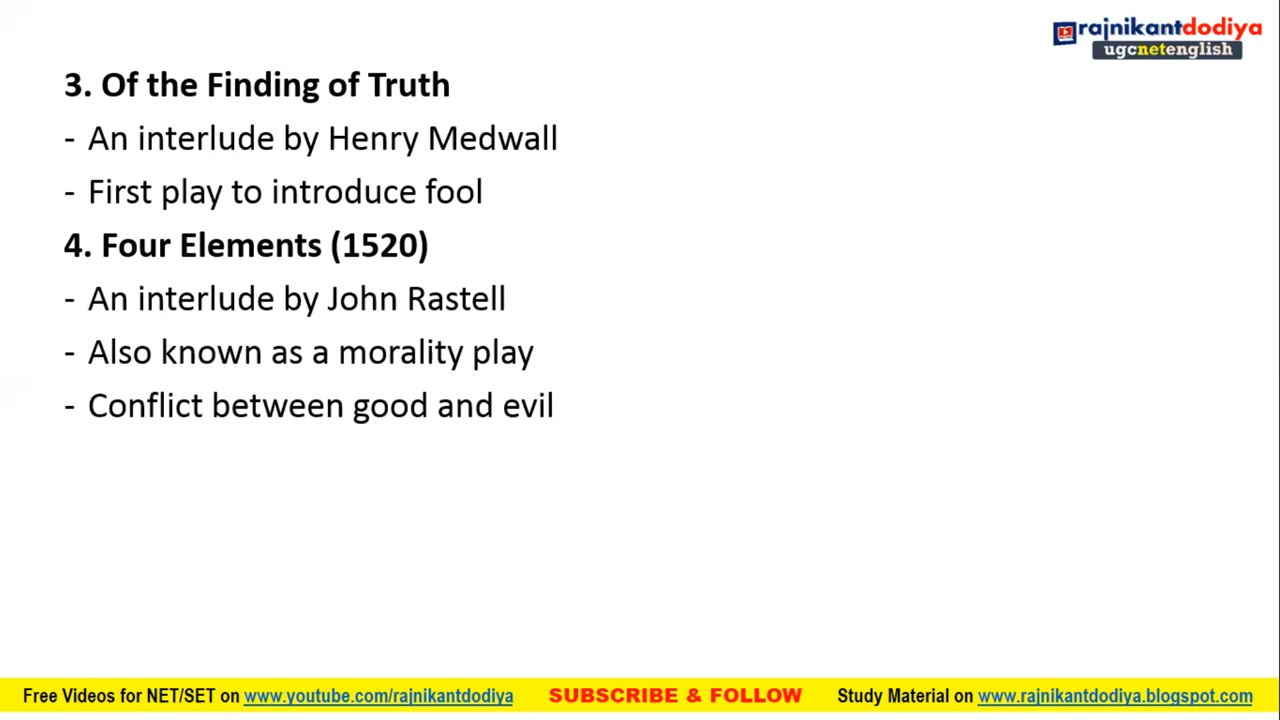 rajnikantdodiya
ugcnetenglish
3. Of the Finding of Truth
- An interlude by Henry Medwall
- First play to introduce fool
4. Four Elements (1520)
- An interlude by John Rastell
- Also known as a morality play
- Conflict between good and evil
Free Videos for NET/SET on www.youtube.com/rajnikantdodiya SUBSCRIBE & FOLLOW Study Material on www.rajnikantdodiya.blogspot.com